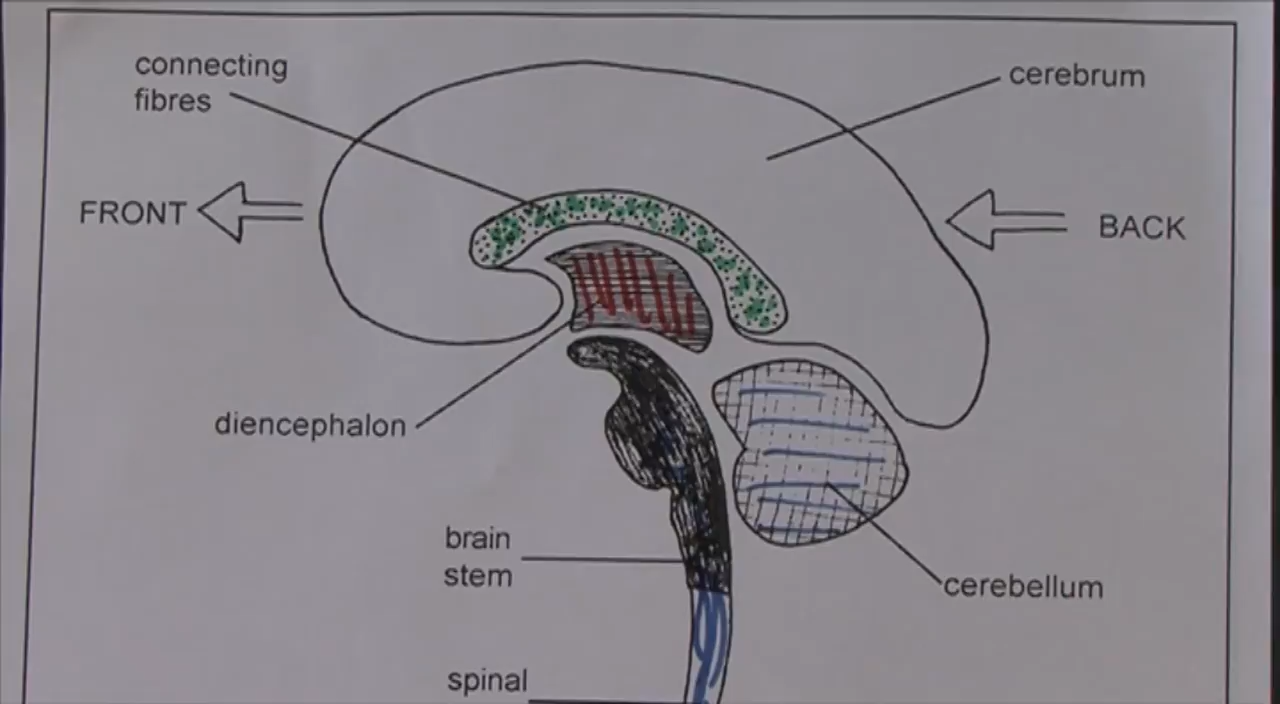 connecting
fibres
cerebrum
FRONT
BACK
diencephalon
brain
stem
cerebellum
spinal